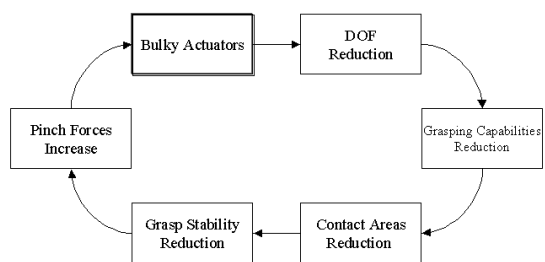 Bulky Actuators
DOF
Reduction
Grasping Capabilities
Reduction
Contact Areas
Reduction
Grasp Stability
Reduction
Pinch Forces
Increase